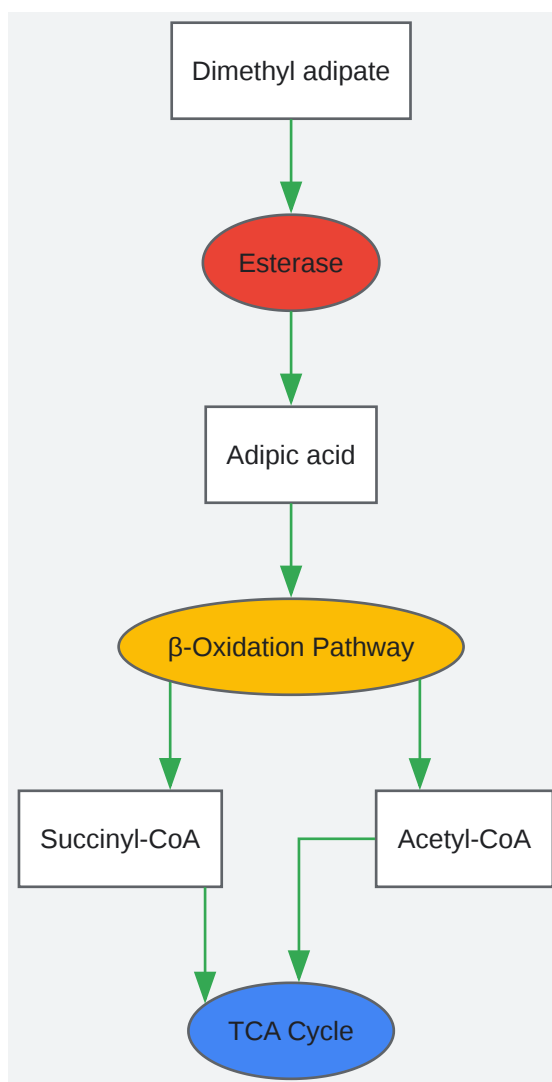 Dimethyl adipate
Esterase
Adipic acid
β-Oxidation Pathway
Succinyl-CoA
Acetyl-CoA
TCA Cycle